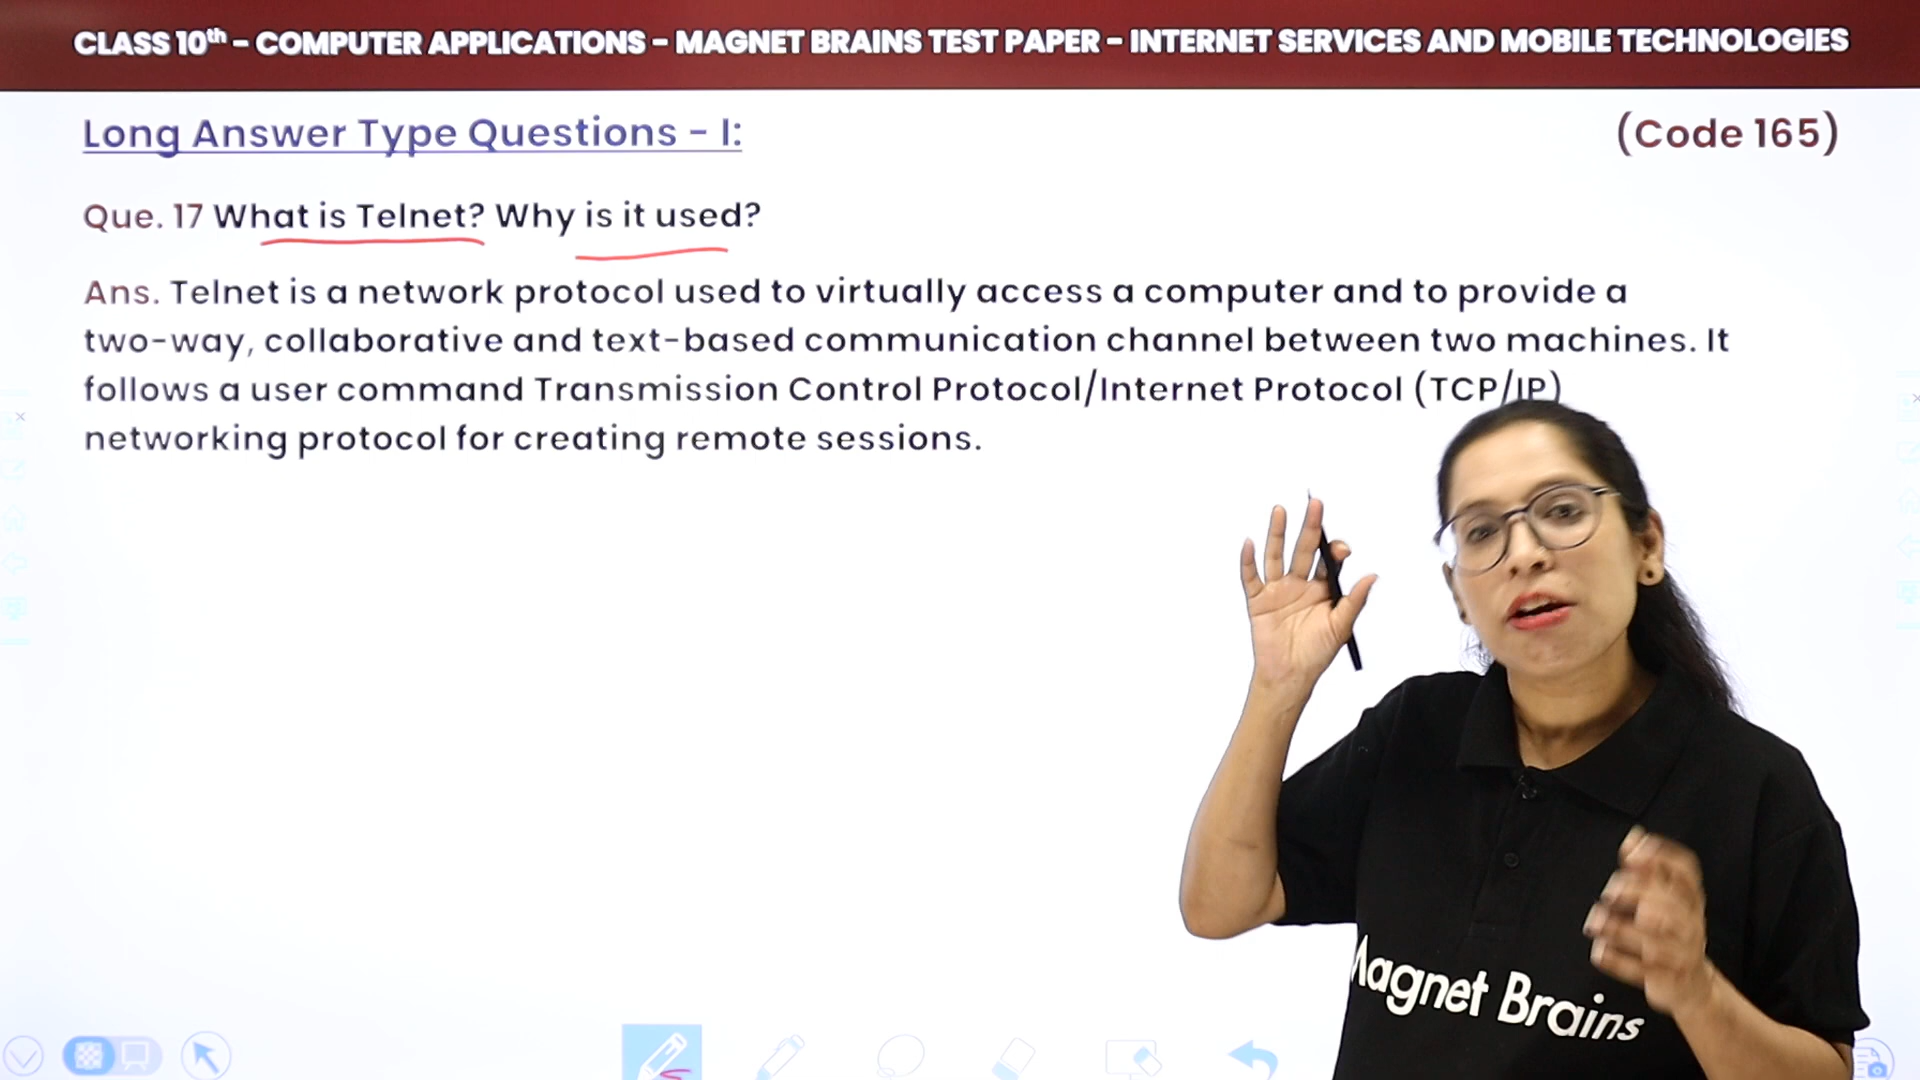 CLASS 10th - COMPUTER APPLICATIONS - MAGNET BRAINS TEST PAPER - INTERNET SERVICES AND MOBILE TECHNOLOGIES
Long Answer Type Questions - I:
(Code 165)
Que. 17 What is Telnet? Why is it used?
Ans. Telnet is a network protocol used to virtually access a computer and to provide a
two-way, collaborative and text-based communication channel between two machines. It
follows a user command Transmission Control Protocol/Internet Protocol (TCP/IP)
networking protocol for creating remote sessions.
Magnet Brains